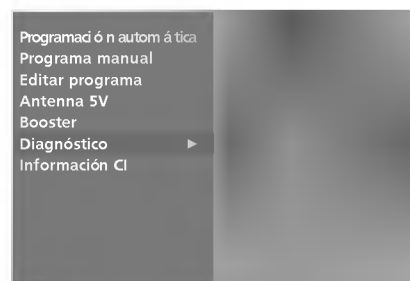 Programación automática
Programa manual
Editar programa
Antenna 5V
Booster
Diagnóstico
Información CI